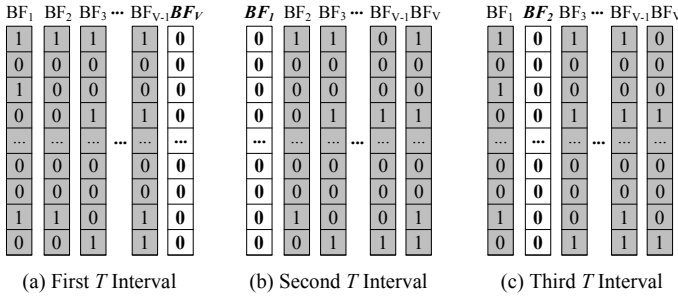 BF₁ BF₂ BF₃ ··· BF_V-1 BF_V BF₁ BF₂ BF₃ ··· BF_V-1 BF_V BF₁ BF₂ BF₃ ··· BF_V-1 BF_V
1 1 1 1 0 0 1 1 0 1 1 0 1 1 0
0 0 0 0 0 0 0 0 0 0 0 0 0 0 0
1 0 0 0 0 0 0 0 0 0 1 0 0 0 0
0 0 1 1 0 0 0 1 1 1 0 0 1 1 1
... ... ... ... ... ... ... ... ... ... ... ... ... ... ... ... ... ...
0 0 0 0 0 0 0 0 0 0 0 0 0 0 0
0 0 0 0 0 0 0 0 0 0 0 0 0 0 0
1 1 0 1 0 0 1 0 0 1 1 0 0 1 0
0 0 1 1 0 0 0 1 1 1 0 0 1 1 0
(a) First T Interval (b) Second T Interval (c) Third T Interval